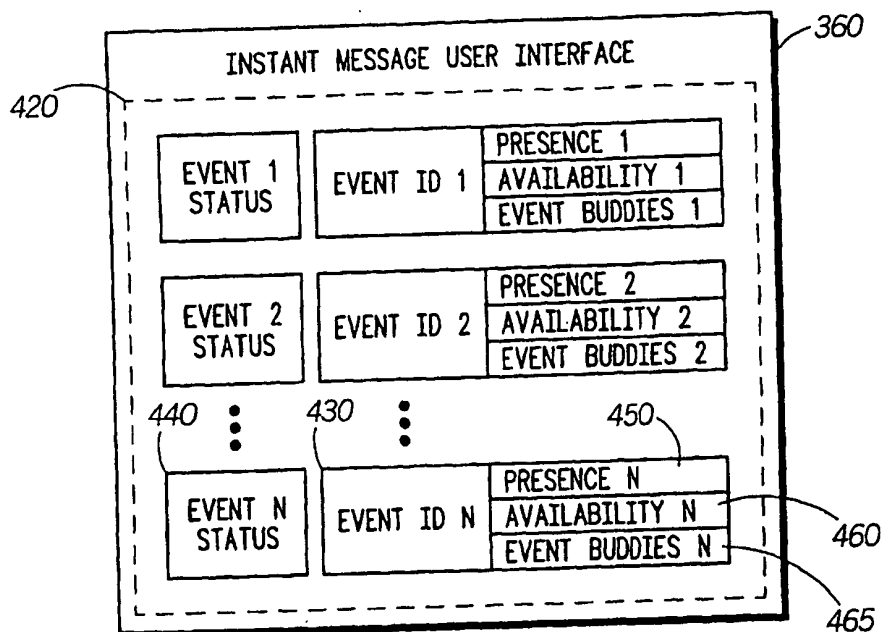 360
INSTANT MESSAGE USER INTERFACE
420
EVENT 1
STATUS
EVENT ID 1
PRESENCE 1
AVAILABILITY 1
EVENT BUDDIES 1
EVENT 2
STATUS
EVENT ID 2
PRESENCE 2
AVAILABILITY 2
EVENT BUDDIES 2
440
430
450
EVENT N
STATUS
EVENT ID N
PRESENCE N
AVAILABILITY N
EVENT BUDDIES N
460
465